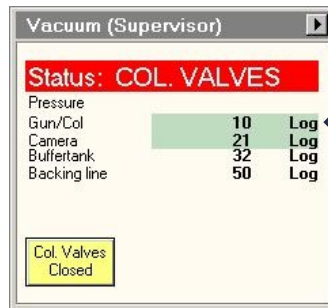 Vacuum (Supervisor)
Status: COL. VALVES
Pressure
Gun/Col 10 Log
Camera 21 Log
Buffertank 32 Log
Backing line 50 Log
Col. Valves
Closed